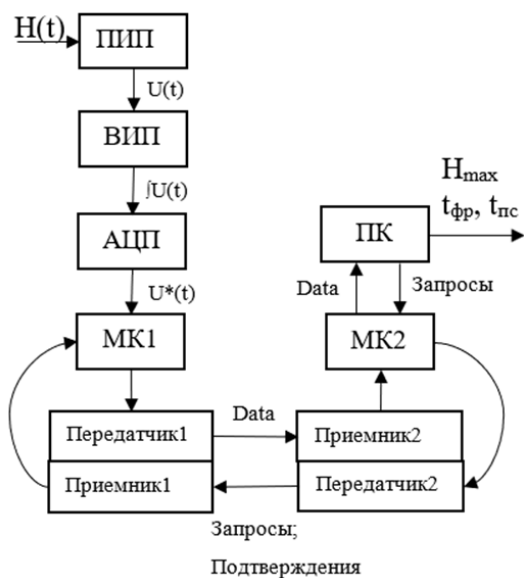 H(t)
ПИП
U(t)
ВИП
∫U(t)
АЦП
U*(t)
МК1
Передатчик1
Приемник1
Data
Запросы;
Подтверждения
Приемник2
Передатчик2
МК2
Data
Запросы
ПК
Hmax
tфр, tпс